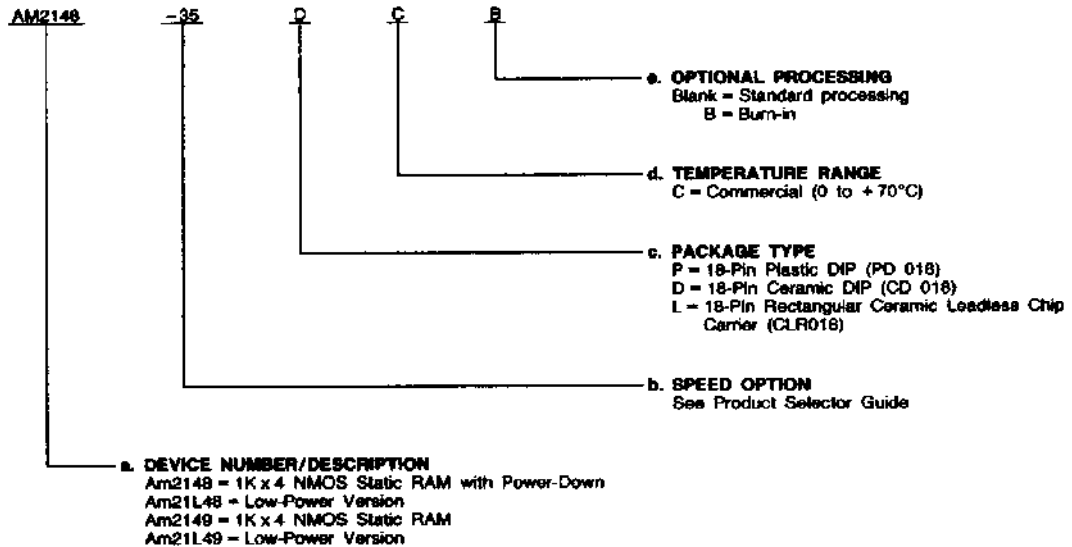 AM2148 -35 D C B
e. OPTIONAL PROCESSING
Blank = Standard processing
B = Burn-in
d. TEMPERATURE RANGE
C = Commercial (0 to +70°C)
c. PACKAGE TYPE
P = 18-Pin Plastic DIP (PD 018)
D = 18-Pin Ceramic DIP (CD 018)
L = 18-Pin Rectangular Ceramic Leadless Chip
Carrier (CLR018)
b. SPEED OPTION
See Product Selector Guide
a. DEVICE NUMBER/DESCRIPTION
Am2148 = 1K x 4 NMOS Static RAM with Power-Down
Am21L48 = Low-Power Version
Am2149 = 1K x 4 NMOS Static RAM
Am21L49 = Low-Power Version